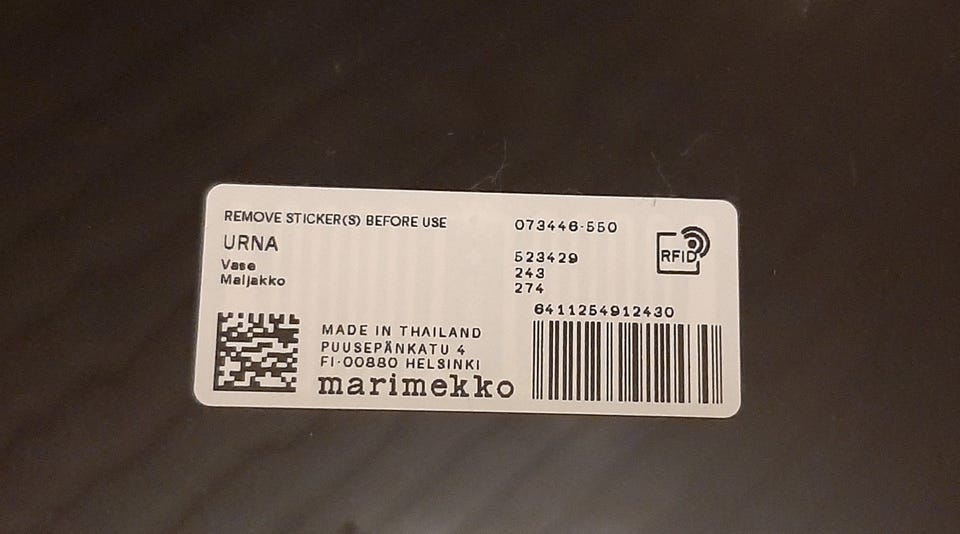 REMOVE STICKER(S) BEFORE USE
URNA
Vase
Maljakko
073446-550
523429
243
274
RFID
6411254912430
MADE IN THAILAND
PUUSEPÄNKATU 4
FI-00880 HELSINKI
marimekko